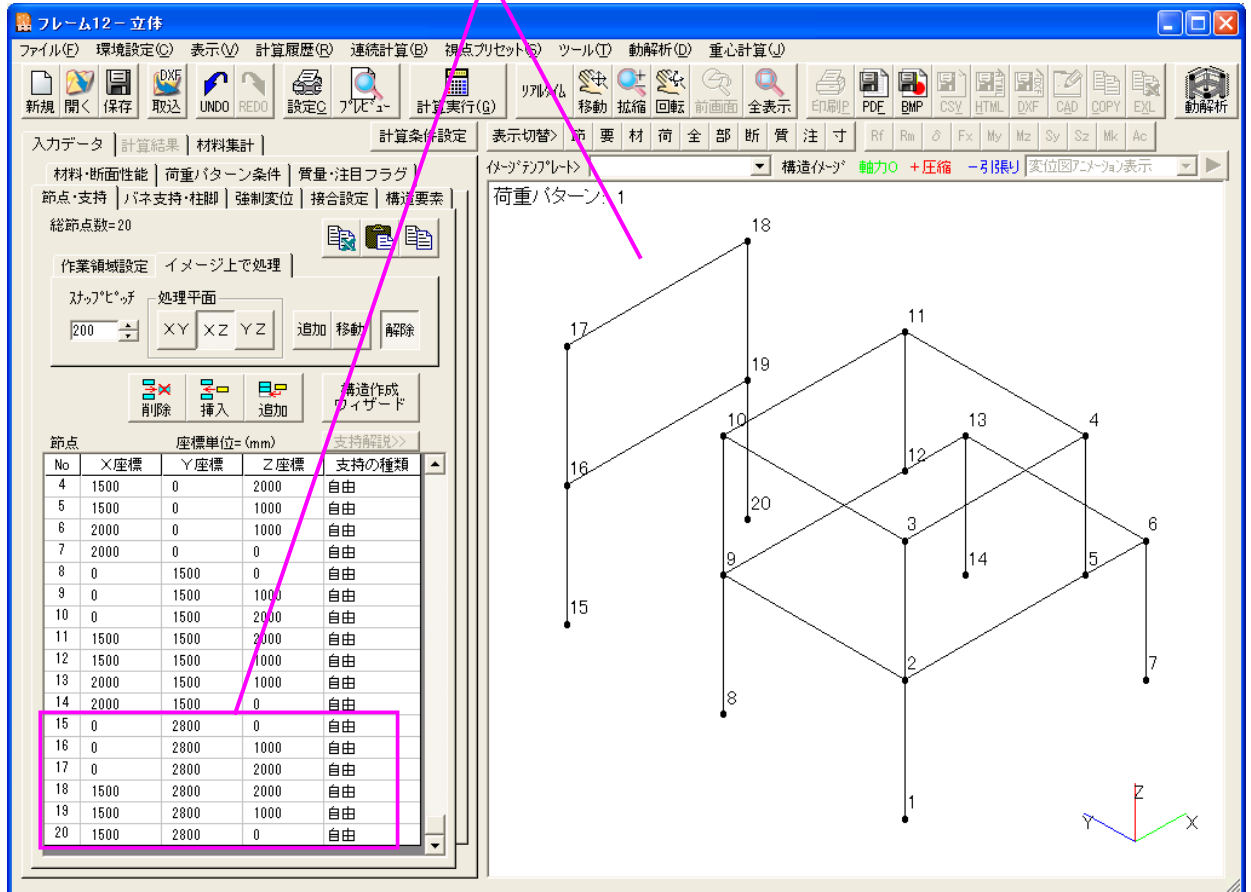 フレーム12－立体
ファイル(F) 環境設定(C) 表示(V) 計算履歴(R) 連続計算(B) 視点プリセット(S) ツール(T) 動解析(D) 重心計算(J)
新規 開く 保存 DXF 取込 UNDO REDO 設定C プレビュー 計算実行(G) リアルタイム 移動 拡縮 回転 前画面 全表示 印刷P PDF BMP CSV HTML DXF CAD COPY EXL 動解析
入力データ 計算結果 材料集計 計算条件設定 表示切替> 節 要 材 荷 全 部 断 質 注 寸 Rf Rm δ Fx My Mz Sy Sz Mk Ac
材料・断面性能 荷重パターン条件 質量・注目フラグ イメージテンプレート> 構造イメージ 軸力0 +圧縮 -引張り 変位図アニメーション表示
節点・支持 バネ支持・柱脚 強制変位 接合設定 構造要素 荷重パターン: 1
総節点数=20
作業領域設定 イメージ上で処理
スナップピッチ 処理平面
200 XY XZ YZ 追加 移動 解除
削除 挿入 追加 構造作成
ウィザード
節点 座標単位=(mm) 支持解説>>
No X座標 Y座標 Z座標 支持の種類
4 1500 0 2000 自由
5 1500 0 1000 自由
6 2000 0 1000 自由
7 2000 0 0 自由
8 0 1500 0 自由
9 0 1500 1000 自由
10 0 1500 2000 自由
11 1500 1500 2000 自由
12 1500 1500 1000 自由
13 2000 1500 1000 自由
14 2000 1500 0 自由
15 0 2800 0 自由
16 0 2800 1000 自由
17 0 2800 2000 自由
18 1500 2800 2000 自由
19 1500 2800 1000 自由
20 1500 2800 0 自由
18
11
17
19
10
13
4
12
16
20
3
6
9
14
5
15
2
7
8
1
Z
Y
X